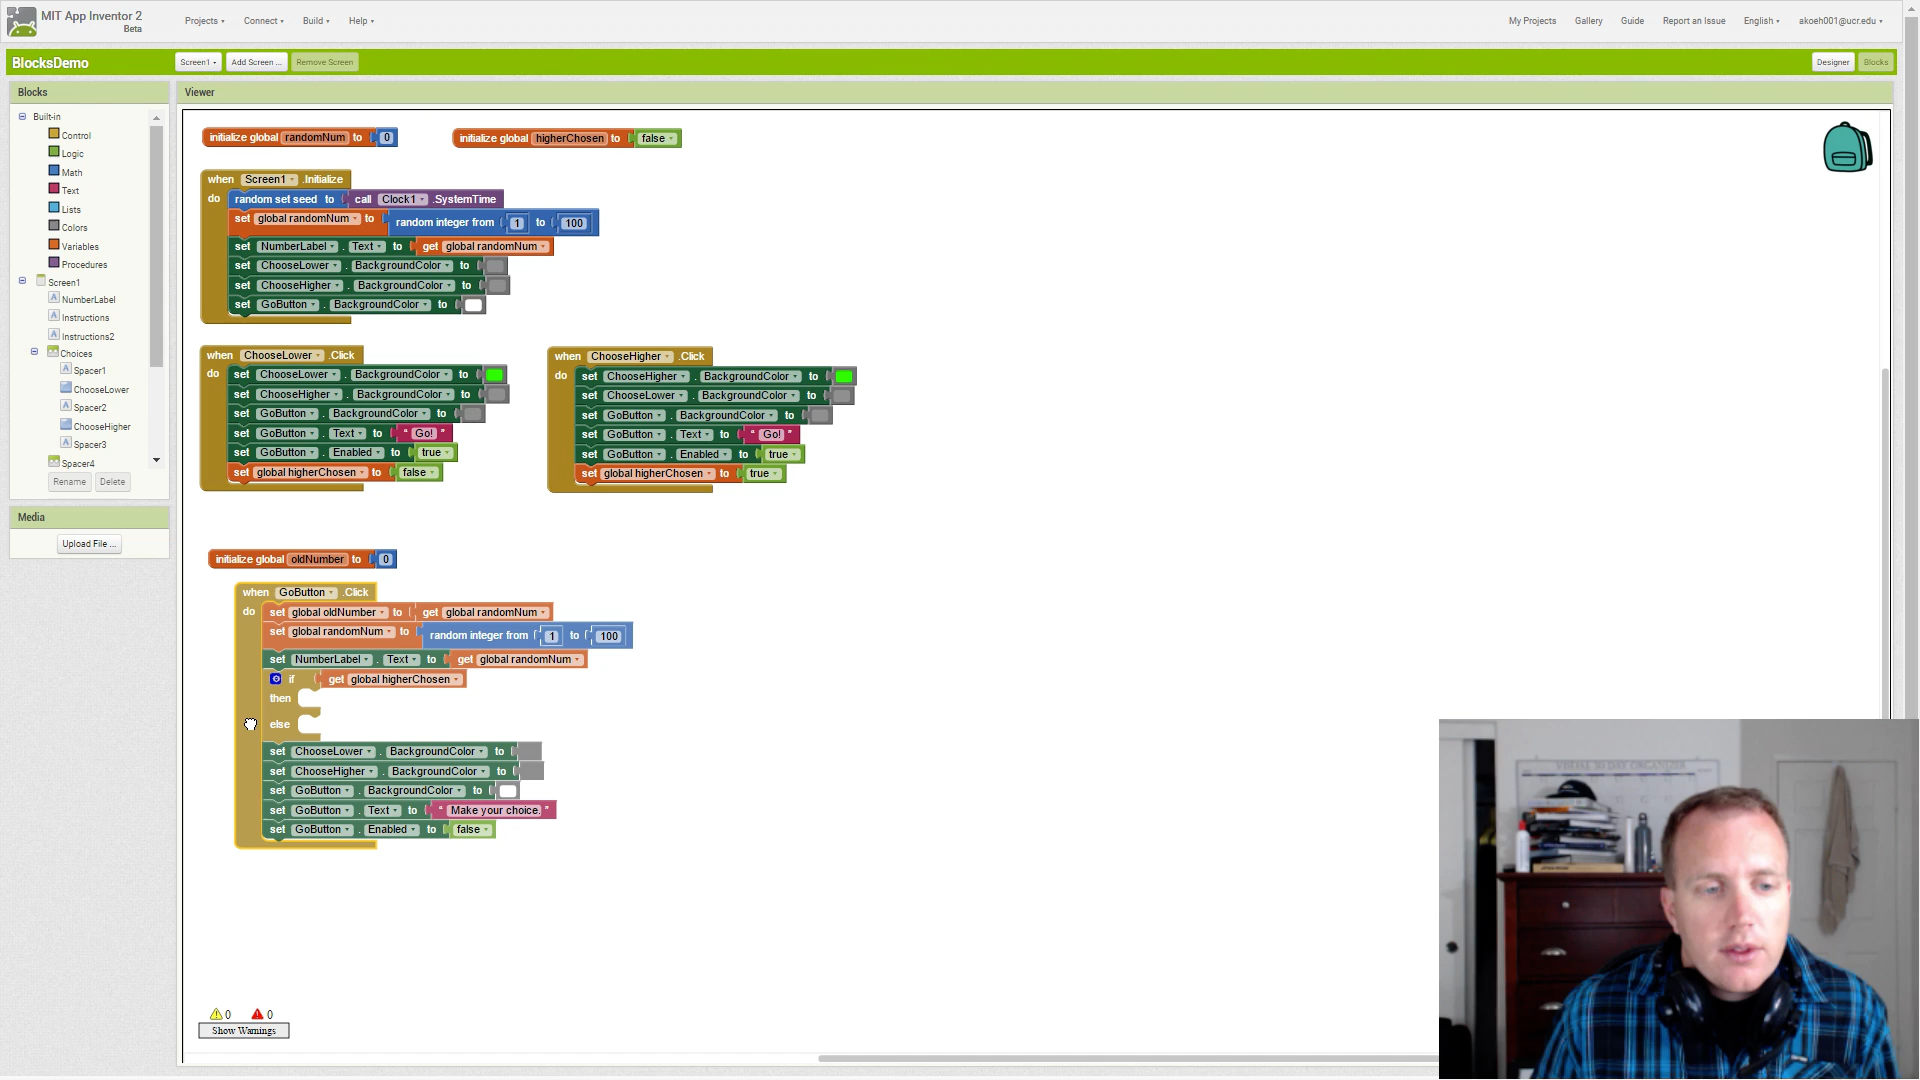 MIT App Inventor 2
Beta
Projects Connect Build Help
My Projects Gallery Guide Report an Issue English akoeh001@ucr.edu
BlocksDemo
Screen1 Add Screen ... Remove Screen
Designer Blocks
Blocks
Viewer
Built-in
Control
Logic
Math
Text
Lists
Colors
Variables
Procedures
Screen1
NumberLabel
Instructions
Instructions2
Choices
Spacer1
ChooseLower
Spacer2
ChooseHigher
Spacer3
Spacer4
Rename Delete
Media
Upload File ...
initialize global randomNum to 0
initialize global higherChosen to false
when Screen1 .Initialize
do random set seed to call Clock1 .SystemTime
set global randomNum to random integer from 1 to 100
set NumberLabel . Text to get global randomNum
set ChooseLower . BackgroundColor to
set ChooseHigher . BackgroundColor to
set GoButton . BackgroundColor to
when ChooseLower .Click
do set ChooseLower . BackgroundColor to
set ChooseHigher . BackgroundColor to
set GoButton . BackgroundColor to
set GoButton . Text to " Go! "
set GoButton . Enabled to true
set global higherChosen to false
when ChooseHigher .Click
do set ChooseHigher . BackgroundColor to
set ChooseLower . BackgroundColor to
set GoButton . BackgroundColor to
set GoButton . Text to " Go! "
set GoButton . Enabled to true
set global higherChosen to true
initialize global oldNumber to 0
when GoButton .Click
do set global oldNumber to get global randomNum
set global randomNum to random integer from 1 to 100
set NumberLabel . Text to get global randomNum
if get global higherChosen
then
else
set ChooseLower . BackgroundColor to
set ChooseHigher . BackgroundColor to
set GoButton . BackgroundColor to
set GoButton . Text to " Make your choice. "
set GoButton . Enabled to false
0 0
Show Warnings
VISUAL 30 DAY ORGANIZER